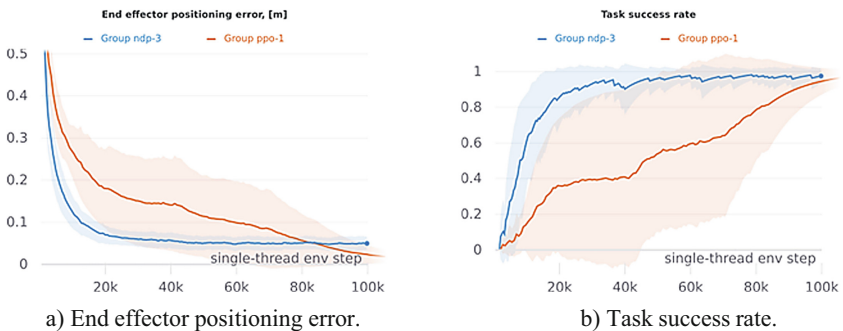 End effector positioning error, [m]
Group ndp-3 Group ppo-1
0.5
0.4
0.3
0.2
0.1
0
single-thread env step
20k 40k 60k 80k 100k
a) End effector positioning error.
Task success rate
Group ndp-3 Group ppo-1
1
0.8
0.6
0.4
0.2
0
single-thread env step
20k 40k 60k 80k 100k
b) Task success rate.